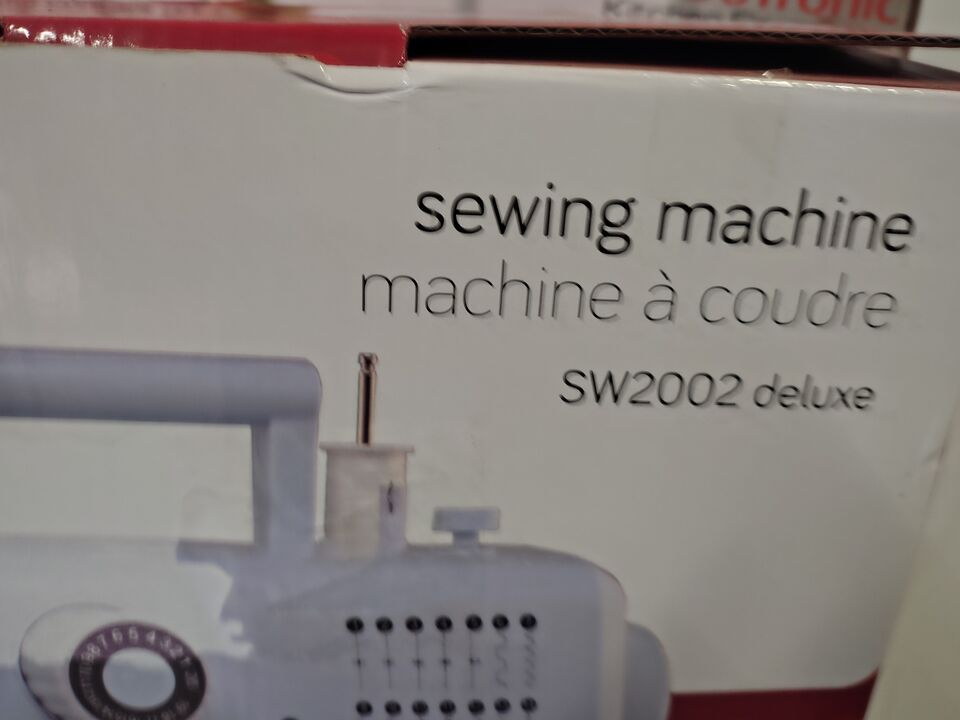 sewing machine
machine à coudre
SW2002 deluxe